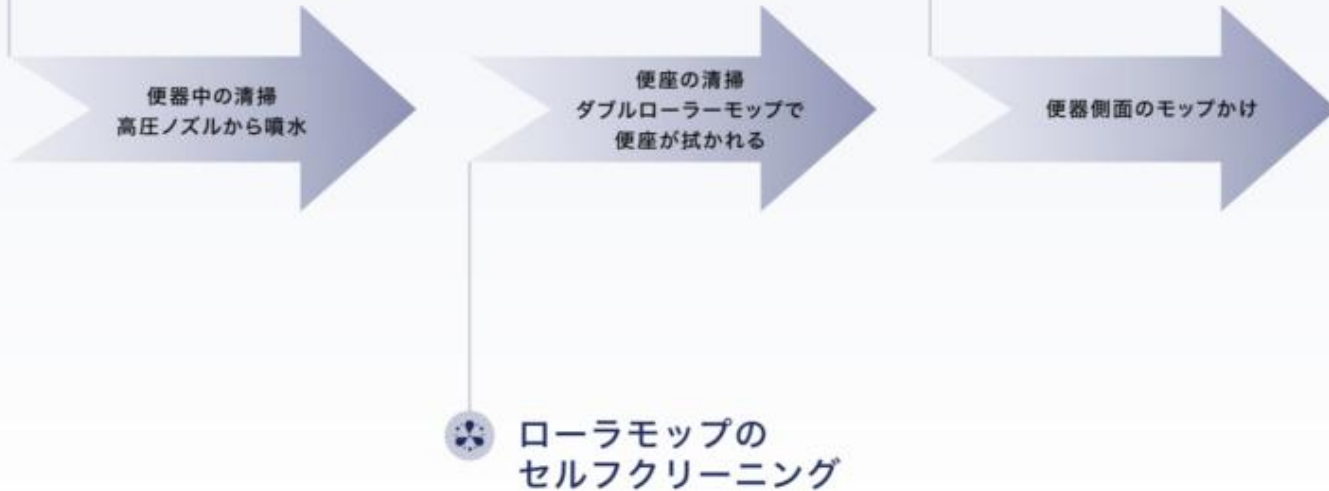 便器中の清掃
高圧ノズルから噴水
便座の清掃
ダブルローラーモップで
便座が拭かれる
便器側面のモップかけ
ローラモップの
セルフクリーニング